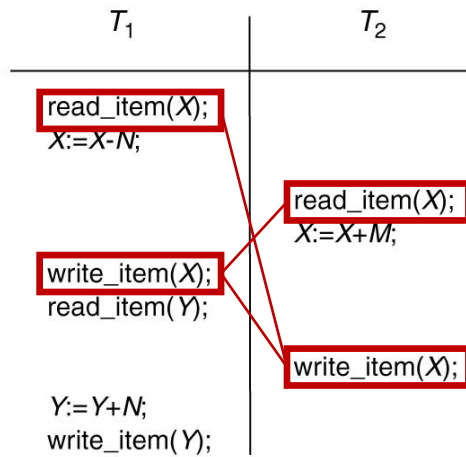 T1 T2
read_item(X);
X:=X-N;
read_item(X);
X:=X+M;
write_item(X);
read_item(Y);
write_item(X);
Y:=Y+N;
write_item(Y);